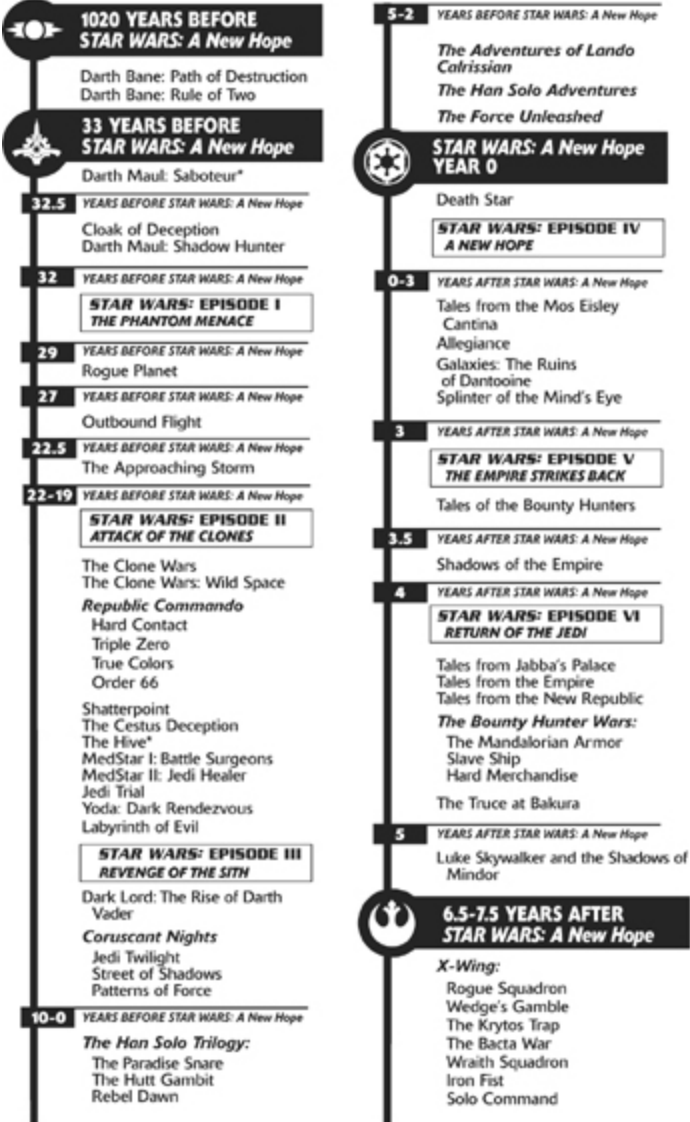 1020 YEARS BEFORE
STAR WARS: A New Hope
Darth Bane: Path of Destruction
Darth Bane: Rule of Two
33 YEARS BEFORE
STAR WARS: A New Hope
Darth Maul: Saboteur*
32.5 YEARS BEFORE STAR WARS: A New Hope
Cloak of Deception
Darth Maul: Shadow Hunter
32 YEARS BEFORE STAR WARS: A New Hope
STAR WARS: EPISODE I
THE PHANTOM MENACE
29 YEARS BEFORE STAR WARS: A New Hope
Rogue Planet
27 YEARS BEFORE STAR WARS: A New Hope
Outbound Flight
22.5 YEARS BEFORE STAR WARS: A New Hope
The Approaching Storm
22-19 YEARS BEFORE STAR WARS: A New Hope
STAR WARS: EPISODE II
ATTACK OF THE CLONES
The Clone Wars
The Clone Wars: Wild Space
Republic Commando
Hard Contact
Triple Zero
True Colors
Order 66
Shatterpoint
The Cestus Deception
The Hive*
MedStar I: Battle Surgeons
MedStar II: Jedi Healer
Jedi Trial
Yoda: Dark Rendezvous
Labyrinth of Evil
STAR WARS: EPISODE III
REVENGE OF THE SITH
Dark Lord: The Rise of Darth
Vader
Coruscant Nights
Jedi Twilight
Street of Shadows
Patterns of Force
10-0 YEARS BEFORE STAR WARS: A New Hope
The Han Solo Trilogy:
The Paradise Snare
The Hutt Gambit
Rebel Dawn
5-2 YEARS BEFORE STAR WARS: A New Hope
The Adventures of Lando
Calrissian
The Han Solo Adventures
The Force Unleashed
STAR WARS: A New Hope
YEAR 0
Death Star
STAR WARS: EPISODE IV
A NEW HOPE
0-3 YEARS AFTER STAR WARS: A New Hope
Tales from the Mos Eisley
Cantina
Allegiance
Galaxies: The Ruins
of Dantooine
Splinter of the Mind's Eye
3 YEARS AFTER STAR WARS: A New Hope
STAR WARS: EPISODE V
THE EMPIRE STRIKES BACK
Tales of the Bounty Hunters
3.5 YEARS AFTER STAR WARS: A New Hope
Shadows of the Empire
4 YEARS AFTER STAR WARS: A New Hope
STAR WARS: EPISODE VI
RETURN OF THE JEDI
Tales from Jabba's Palace
Tales from the Empire
Tales from the New Republic
The Bounty Hunter Wars:
The Mandalorian Armor
Slave Ship
Hard Merchandise
The Truce at Bakura
5 YEARS AFTER STAR WARS: A New Hope
Luke Skywalker and the Shadows of
Mindor
6.5-7.5 YEARS AFTER
STAR WARS: A New Hope
X-Wing:
Rogue Squadron
Wedge's Gamble
The Krytos Trap
The Bacta War
Wraith Squadron
Iron Fist
Solo Command